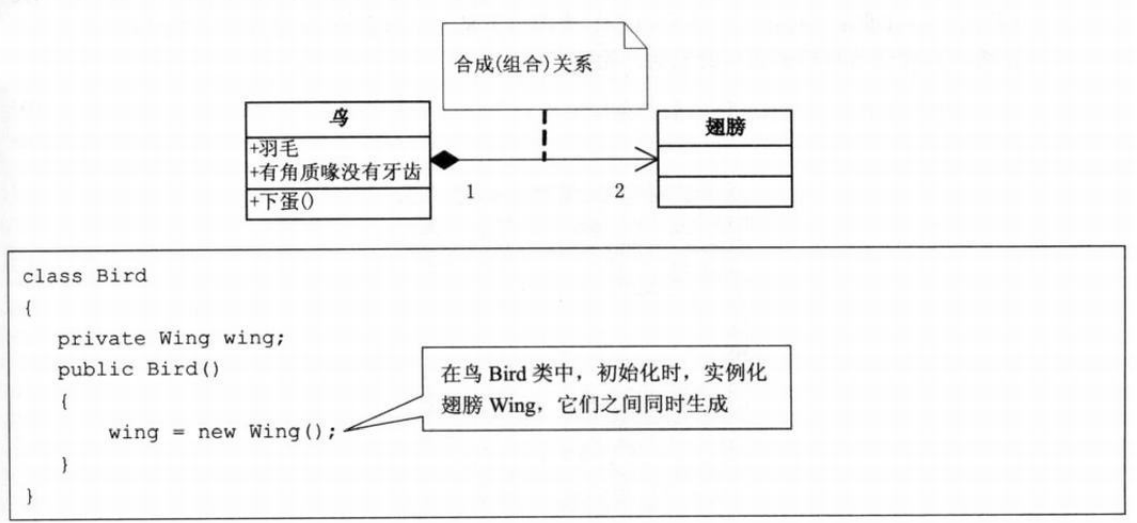 合成(组合)关系
鸟
+羽毛
+有角质喙没有牙齿
+下蛋()
1
2
翅膀
class Bird
{
private Wing wing;
public Bird()
{
wing = new Wing();
}
}
在鸟 Bird 类中，初始化时，实例化
翅膀 Wing，它们之间同时生成